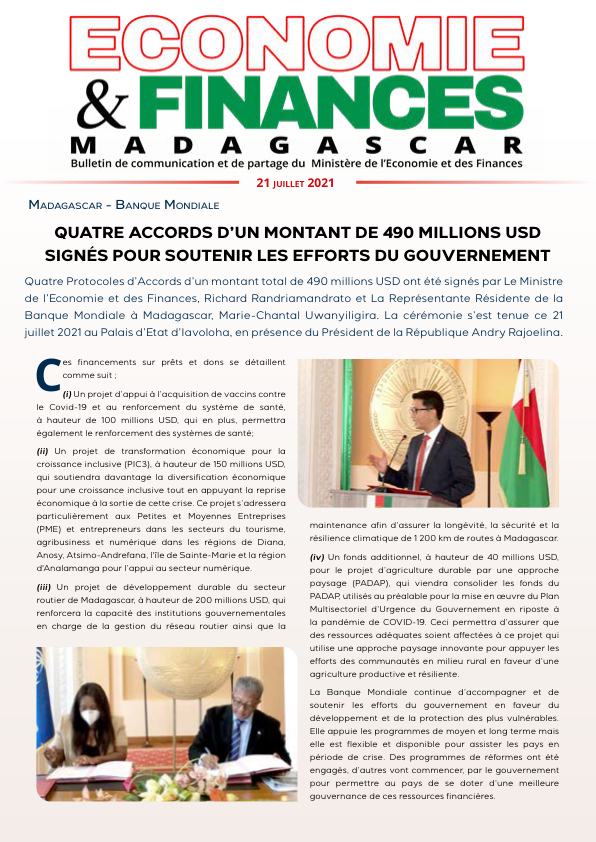 ECONOMIE
& FINANCES
MADAGASCAR
Bulletin de communication et de partage du Ministère de l'Economie et des Finances
21 JUILLET 2021
MADAGASCAR - BANQUE MONDIALE
QUATRE ACCORDS D'UN MONTANT DE 490 MILLIONS USD
SIGNÉS POUR SOUTENIR LES EFFORTS DU GOUVERNEMENT
Quatre Protocoles d'Accords d'un montant total de 490 millions USD ont été signés par Le Ministre
de l'Economie et des Finances, Richard Randriamandrato et La Représentante Résidente de la
Banque Mondiale à Madagascar, Marie-Chantal Uwanyiligira. La cérémonie s'est tenue ce 21
juillet 2021 au Palais d'Etat d'Iavoloha, en présence du Président de la République Andry Rajoelina.
Ces financements sur prêts et dons se détaillent
comme suit ;
(i) Un projet d'appui à l'acquisition de vaccins contre
le Covid-19 et au renforcement du système de santé,
à hauteur de 100 millions USD, qui en plus, permettra
également le renforcement des systèmes de santé;
(ii) Un projet de transformation économique pour la
croissance inclusive (PIC3), à hauteur de 150 millions USD,
qui soutiendra davantage la diversification économique
pour une croissance inclusive tout en appuyant la reprise
économique à la sortie de cette crise. Ce projet s'adressera
particulièrement aux Petites et Moyennes Entreprises
(PME) et entrepreneurs dans les secteurs du tourisme,
agribusiness et numérique dans les régions de Diana,
Anosy, Atsimo-Andrefana, l'île de Sainte-Marie et la région
d'Analamanga pour l'appui au secteur numérique.
(iii) Un projet de développement durable du secteur
routier de Madagascar, à hauteur de 200 millions USD, qui
renforcera la capacité des institutions gouvernementales
en charge de la gestion du réseau routier ainsi que la
maintenance afin d'assurer la longévité, la sécurité et la
résilience climatique de 1 200 km de routes à Madagascar.
(iv) Un fonds additionnel, à hauteur de 40 millions USD,
pour le projet d'agriculture durable par une approche
paysage (PADAP), qui viendra consolider les fonds du
PADAP, utilisés au préalable pour la mise en œuvre du Plan
Multisectoriel d'Urgence du Gouvernement en riposte à
la pandémie de COVID-19. Ceci permettra d'assurer que
des ressources adéquates soient affectées à ce projet qui
utilise une approche paysage innovante pour appuyer les
efforts des communautés en milieu rural en faveur d'une
agriculture productive et résiliente.
La Banque Mondiale continue d'accompagner et de
soutenir les efforts du gouvernement en faveur du
développement et de la protection des plus vulnérables.
Elle appuie les programmes de moyen et long terme mais
elle est flexible et disponible pour assister les pays en
période de crise. Des programmes de réformes ont été
engagés, d'autres vont commencer, par le gouvernement
pour permettre au pays de se doter d'une meilleure
gouvernance de ces ressources financières.